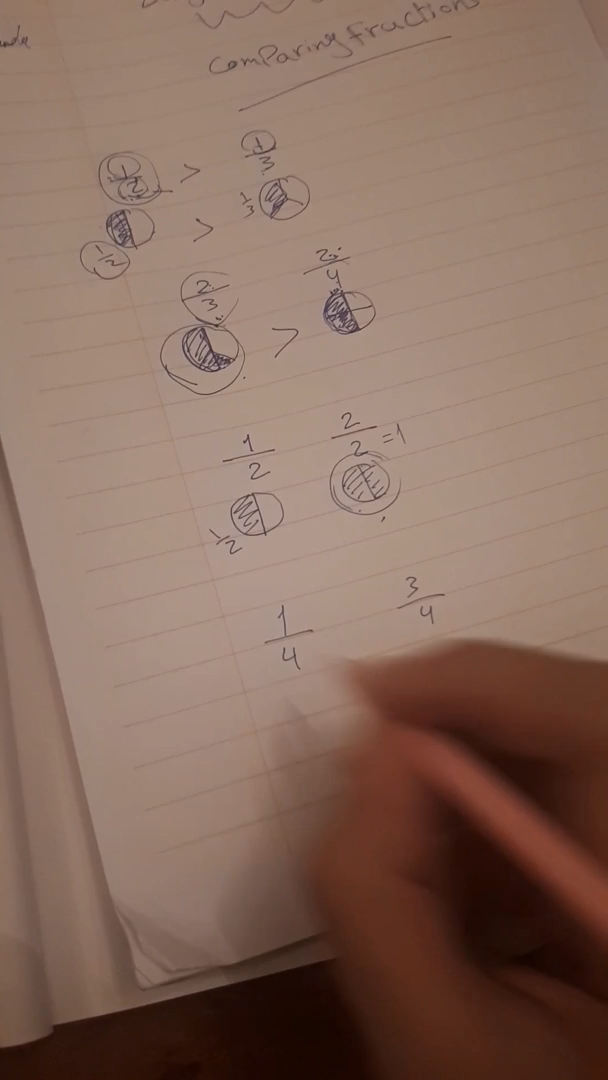 Comparing fractions
1/2 > 1/3
> 1/3
1/2
2/3 > 2/4
1/2 2/2 = 1
1/2
1/4 3/4